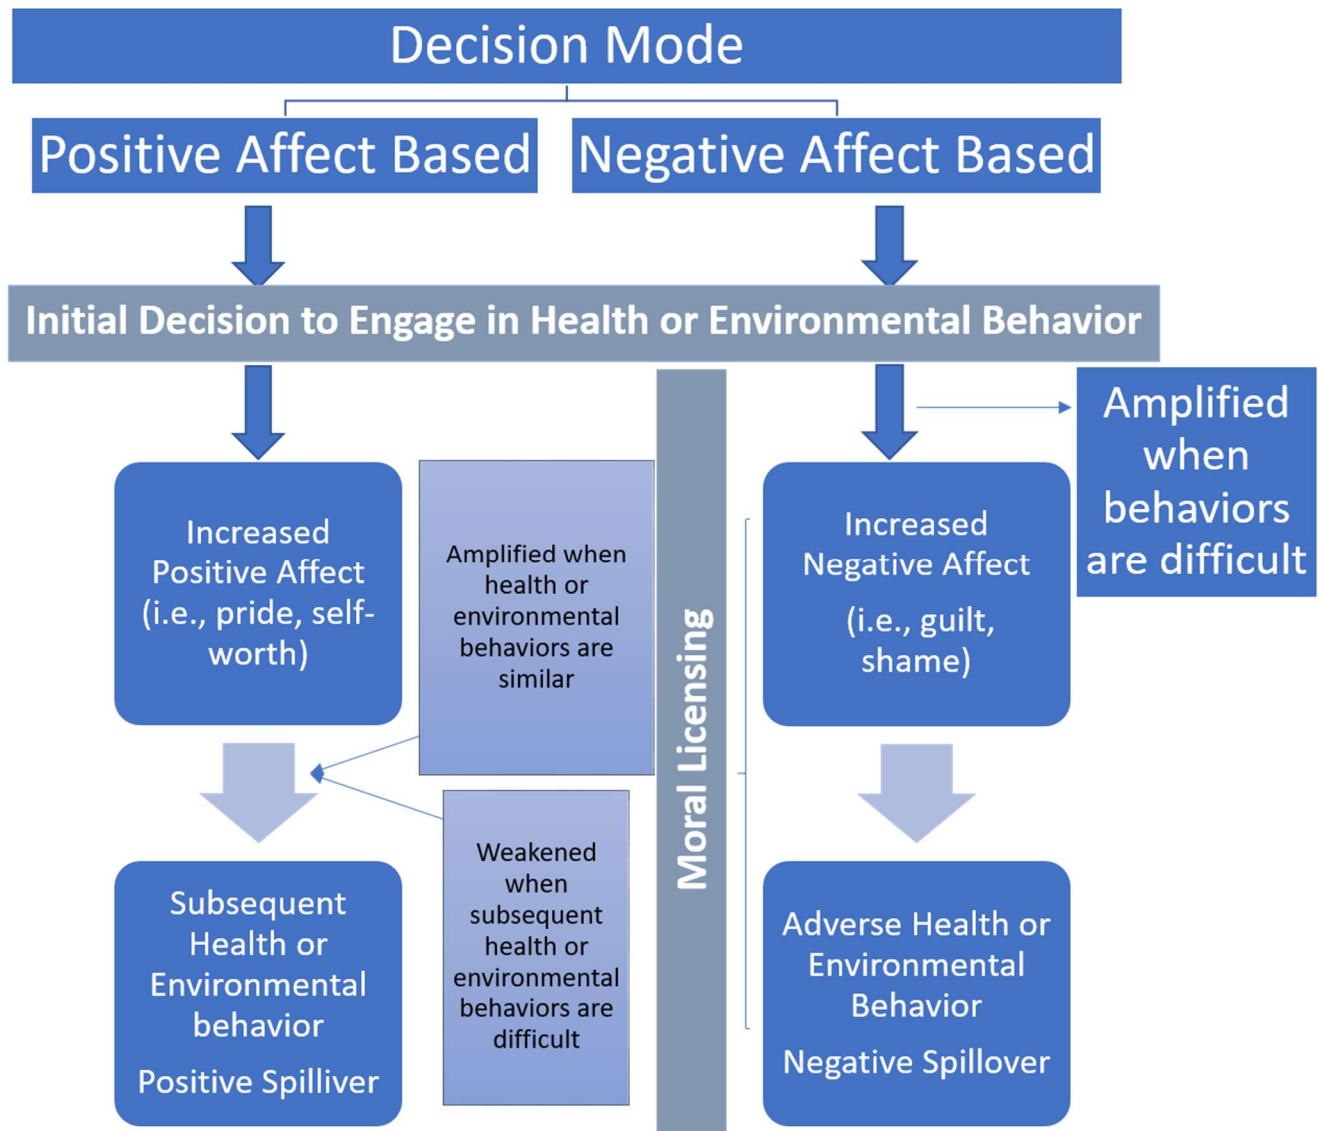 Decision Mode
Positive Affect Based
Negative Affect Based
Initial Decision to Engage in Health or Environmental Behavior
Increased
Positive Affect
(i.e., pride, self-
worth)
Amplified when
health or
environmental
behaviors are
similar
Moral Licensing
Increased
Negative Affect
(i.e., guilt,
shame)
Amplified
when
behaviors
are difficult
Subsequent
Health or
Environmental
behavior
Positive Spilliver
Weakened
when
subsequent
health or
environmental
behaviors are
difficult
Adverse Health or
Environmental
Behavior
Negative Spillover